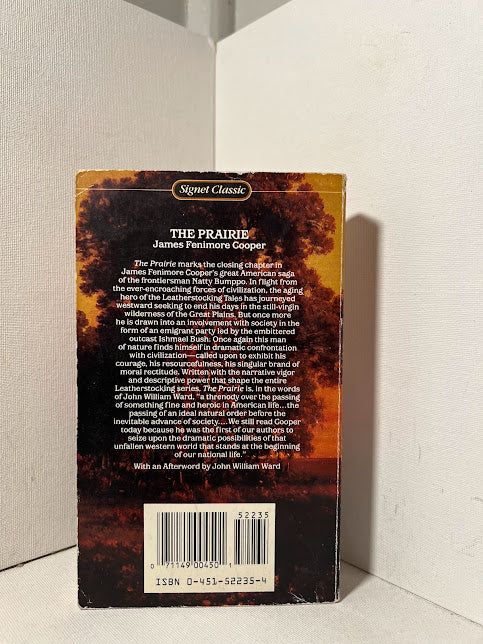 Signet Classic
THE PRAIRIE
James Fenimore Cooper
The Prairie marks the closing chapter in
James Fenimore Cooper's great American saga
of the frontiersman Natty Bumppo. In flight from
the ever-encroaching forces of civilization, the aging
hero of the Leatherstocking Tales has journeyed
westward seeking to end his days in the still-virgin
wilderness of the Great Plains. But once more
he is drawn into an involvement with society in the
form of an emigrant party led by the embittered
outcast Ishmael Bush. Once again this man
of nature finds himself in dramatic confrontation
with civilization—called upon to exhibit his
courage, his resourcefulness, his singular brand of
moral rectitude. Written with the narrative vigor
and descriptive power that shape the entire
Leatherstocking series, The Prairie is, in the words
of John William Ward, "a threnody over the passing
of something fine and heroic in American life...the
passing of an ideal natural order before the
inevitable advance of society....We still read Cooper
today because he was the first of our authors to
seize upon the dramatic possibilities of that
unfallen western world that stands at the beginning
of our national life."
With an Afterword by John William Ward
52235
0 71149 00450 1
ISBN 0-451-52235-4